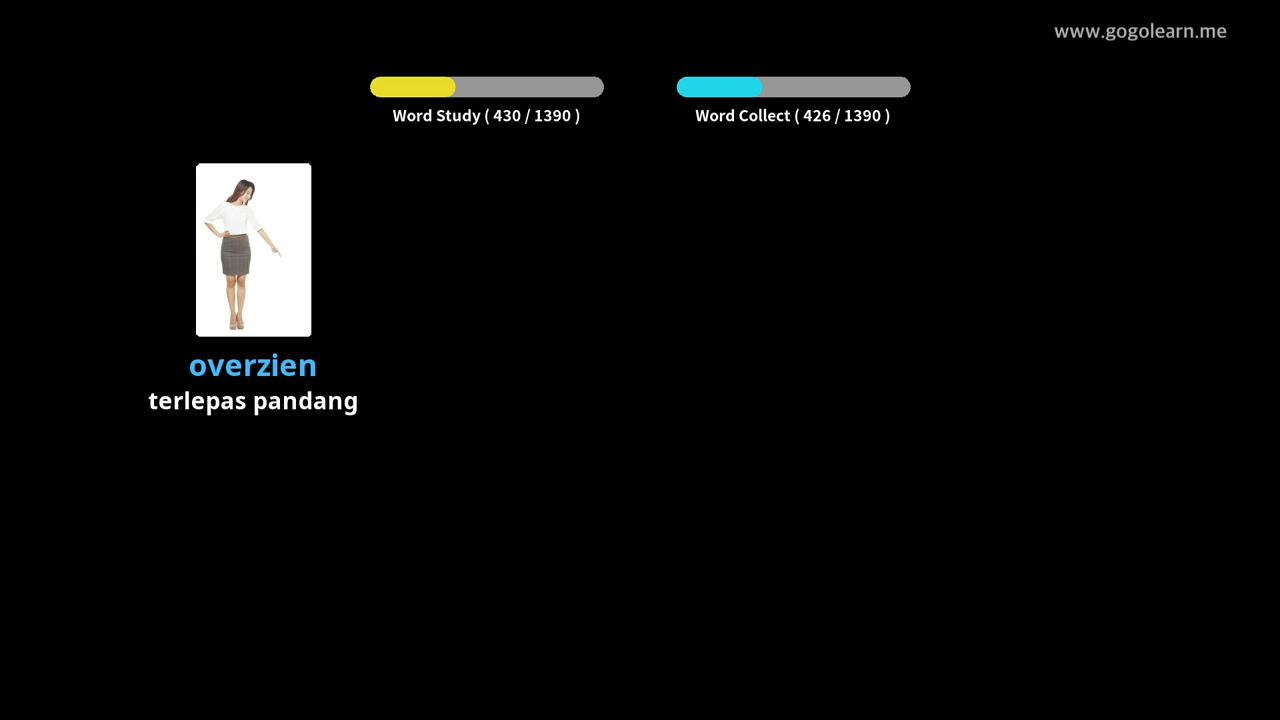 www.gogolearn.me
Word Study ( 430 / 1390 )
Word Collect ( 426 / 1390 )
overzien
terlepas pandang